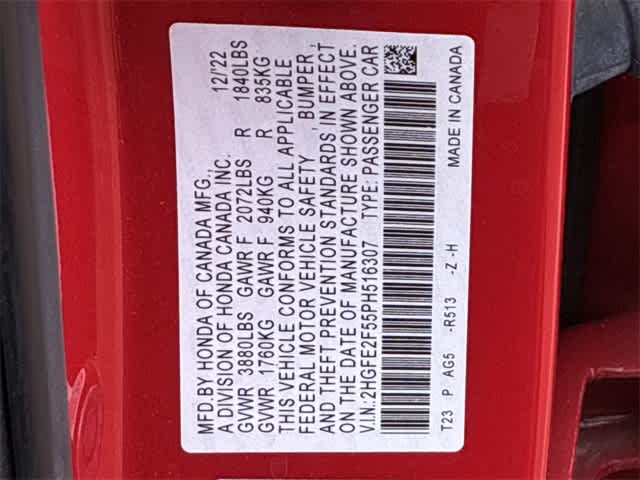 MFD.BY HONDA OF CANADA MFG.,
A DIVISION OF HONDA CANADA INC. 12/'22
GVWR 3880LBS GAWR F 2072LBS R 1840LBS
GVWR 1760KG GAWR F 940KG R 835KG
THIS VEHICLE CONFORMS TO ALL APPLICABLE
FEDERAL MOTOR VEHICLE SAFETY , BUMPER ,
AND THEFT PREVENTION STANDARDS IN EFFECT
ON THE DATE OF MANUFACTURE SHOWN ABOVE.
V.I.N.:2HGFE2F55PH516307 TYPE: PASSENGER CAR
T23 P AG5 -R513 -Z -H MADE IN CANADA